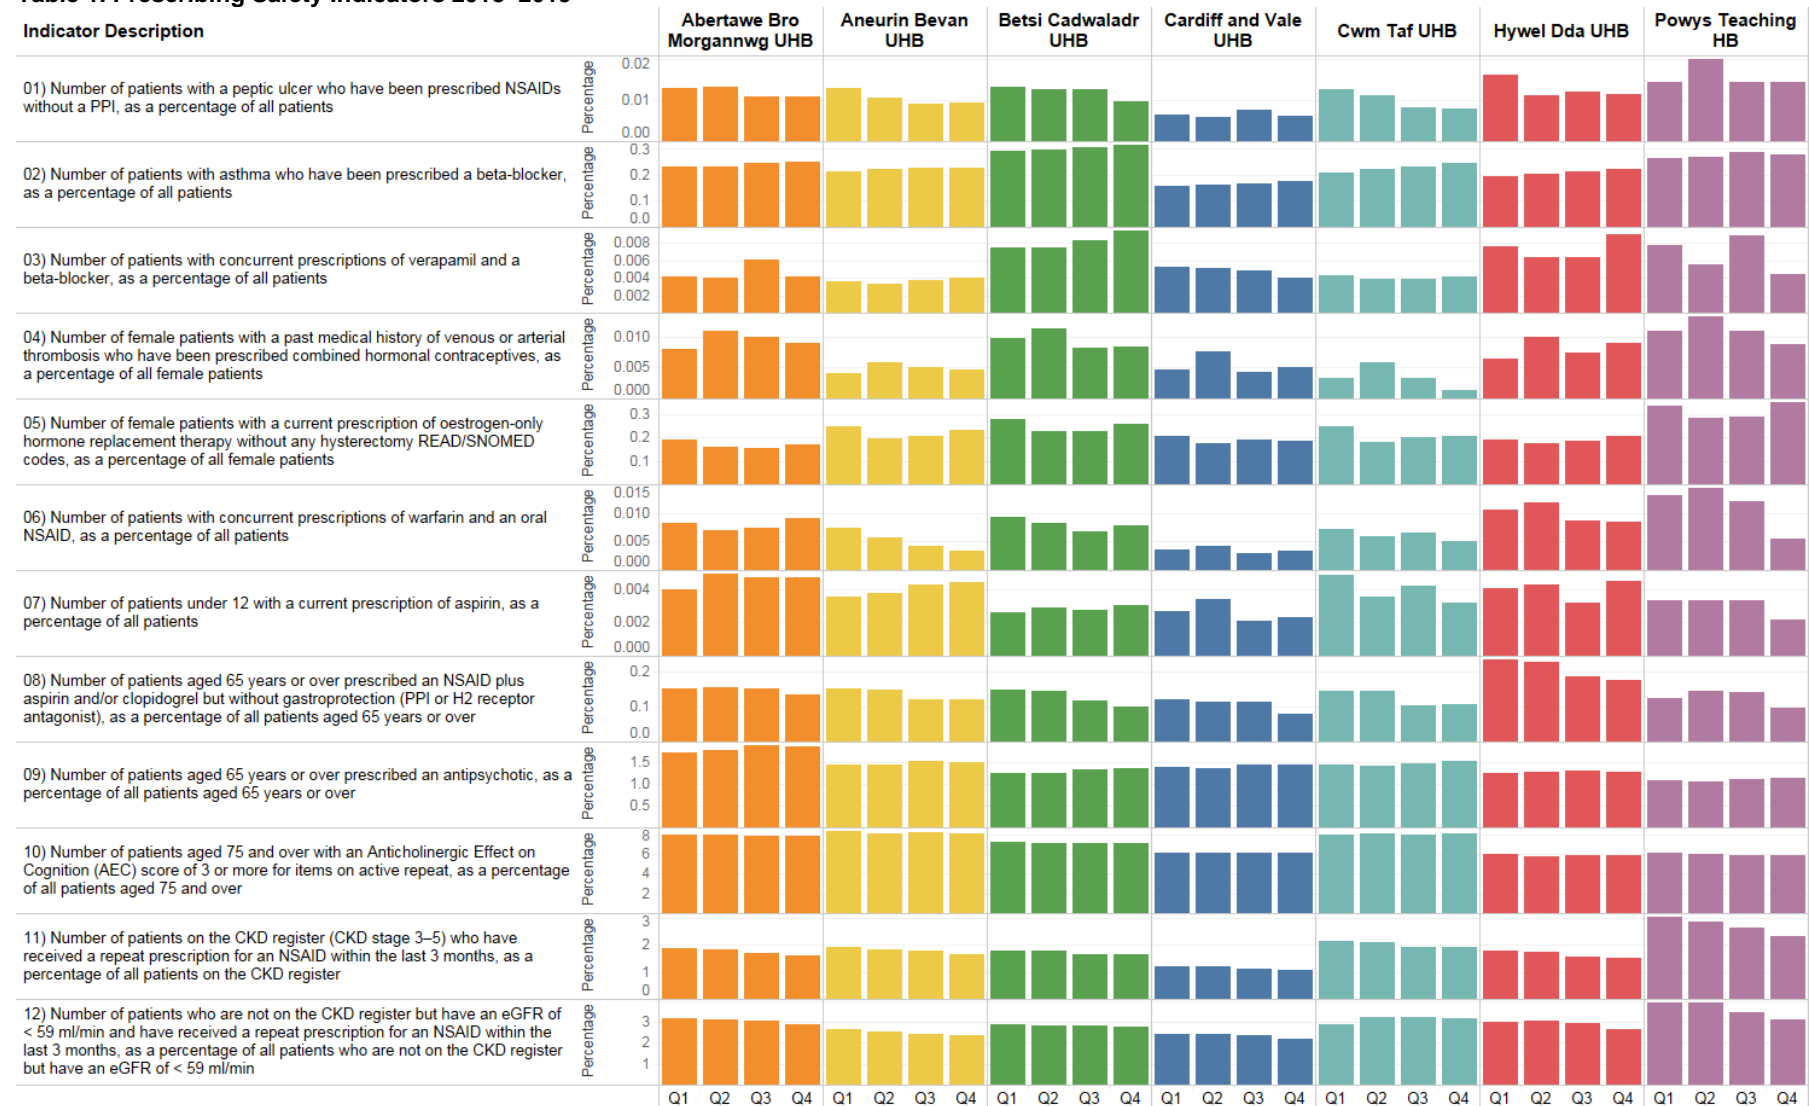 Indicator Description
Abertawe Bro
Morgannwg UHB
Aneurin Bevan
UHB
Betsi Cadwaladr
UHB
Cardiff and Vale
UHB
Cwm Taf UHB
Hywel Dda UHB
Powys Teaching
HB
01) Number of patients with a peptic ulcer who have been prescribed NSAIDs
without a PPI, as a percentage of all patients
Percentage
0.02
0.01
0.00
02) Number of patients with asthma who have been prescribed a beta-blocker,
as a percentage of all patients
Percentage
0.3
0.2
0.1
0.0
03) Number of patients with concurrent prescriptions of verapamil and a
beta-blocker, as a percentage of all patients
Percentage
0.008
0.006
0.004
0.002
04) Number of female patients with a past medical history of venous or arterial
thrombosis who have been prescribed combined hormonal contraceptives, as
a percentage of all female patients
Percentage
0.010
0.005
0.000
05) Number of female patients with a current prescription of oestrogen-only
hormone replacement therapy without any hysterectomy READ/SNOMED
codes, as a percentage of all female patients
Percentage
0.3
0.2
0.1
06) Number of patients with concurrent prescriptions of warfarin and an oral
NSAID, as a percentage of all patients
Percentage
0.015
0.010
0.005
0.000
07) Number of patients under 12 with a current prescription of aspirin, as a
percentage of all patients
Percentage
0.004
0.002
0.000
08) Number of patients aged 65 years or over prescribed an NSAID plus
aspirin and/or clopidogrel but without gastroprotection (PPI or H2 receptor
antagonist), as a percentage of all patients aged 65 years or over
Percentage
0.2
0.1
0.0
09) Number of patients aged 65 years or over prescribed an antipsychotic, as a
percentage of all patients aged 65 years or over
Percentage
1.5
1.0
0.5
10) Number of patients aged 75 and over with an Anticholinergic Effect on
Cognition (AEC) score of 3 or more for items on active repeat, as a percentage
of all patients aged 75 and over
Percentage
8
6
4
2
11) Number of patients on the CKD register (CKD stage 3–5) who have
received a repeat prescription for an NSAID within the last 3 months, as a
percentage of all patients on the CKD register
Percentage
3
2
1
0
12) Number of patients who are not on the CKD register but have an eGFR of
< 59 ml/min and have received a repeat prescription for an NSAID within the
last 3 months, as a percentage of all patients who are not on the CKD register
but have an eGFR of < 59 ml/min
Percentage
3
2
1
Q1 Q2 Q3 Q4 Q1 Q2 Q3 Q4 Q1 Q2 Q3 Q4 Q1 Q2 Q3 Q4 Q1 Q2 Q3 Q4 Q1 Q2 Q3 Q4 Q1 Q2 Q3 Q4